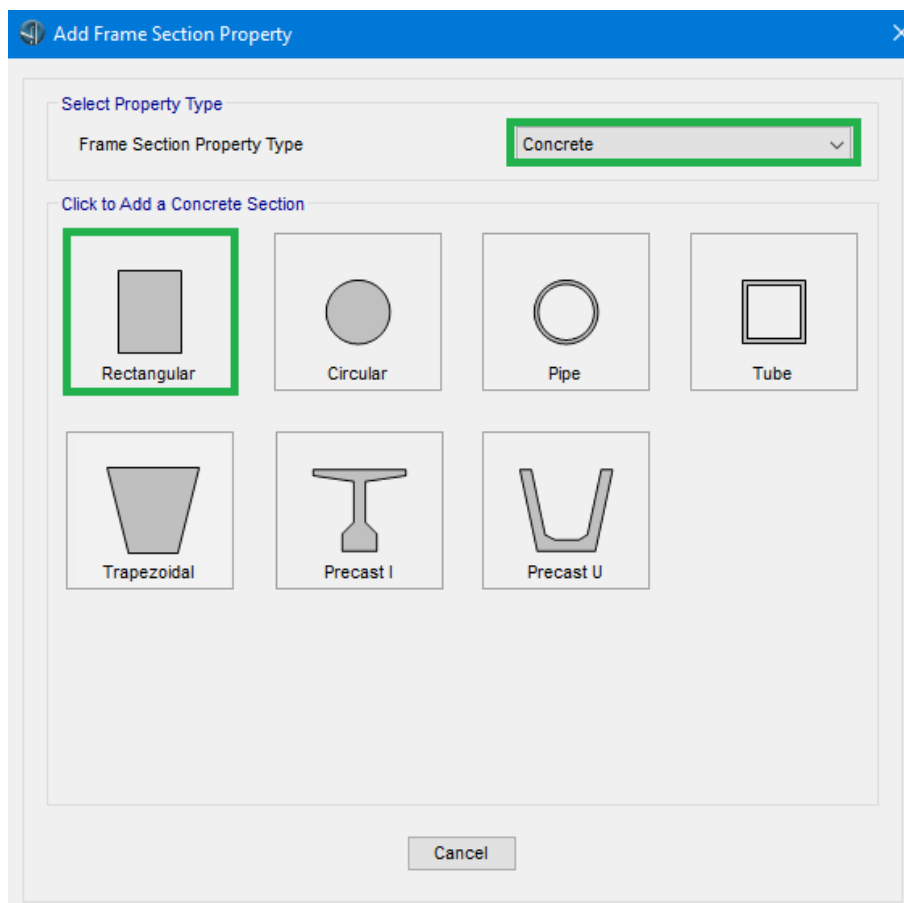 Add Frame Section Property
Select Property Type
Frame Section Property Type
Concrete
Click to Add a Concrete Section
Rectangular
Circular
Pipe
Tube
Trapezoidal
Precast I
Precast U
Cancel